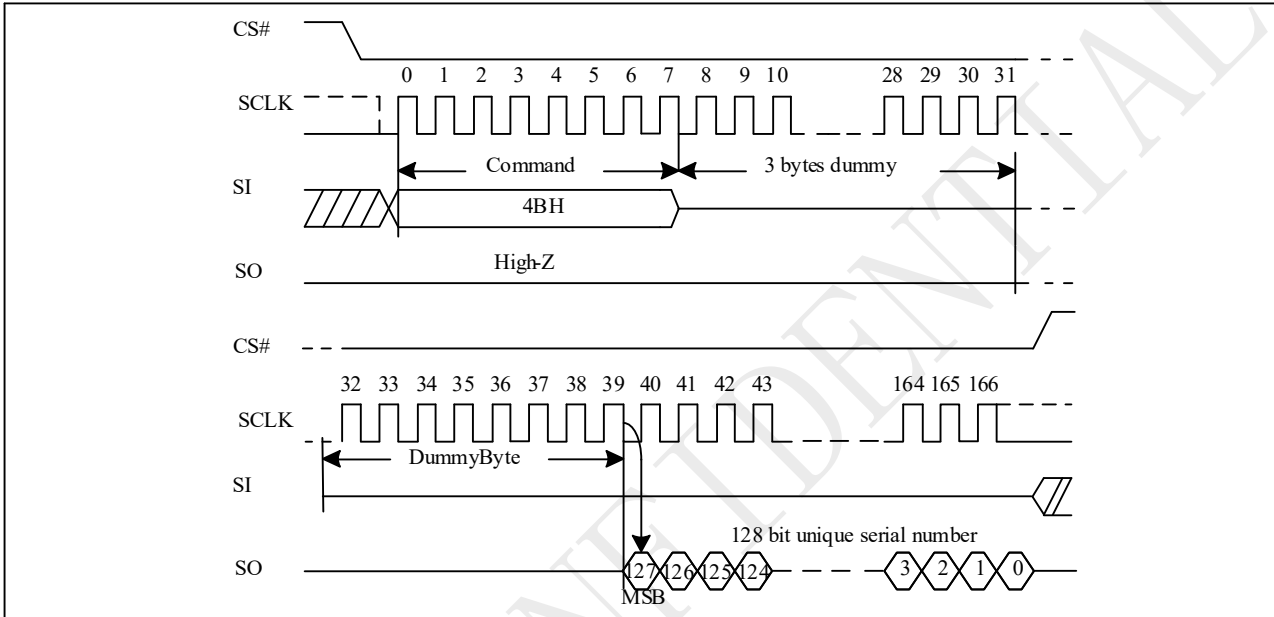 CS#
0 1 2 3 4 5 6 7 8 9 10 28 29 30 31
SCLK
Command 3 bytes dummy
SI
4BH
High-Z
SO
CS#
32 33 34 35 36 37 38 39 40 41 42 43 164 165 166
SCLK
DummyByte
SI
128 bit unique serial number
SO 127 126 125 124 3 2 1 0
MSB